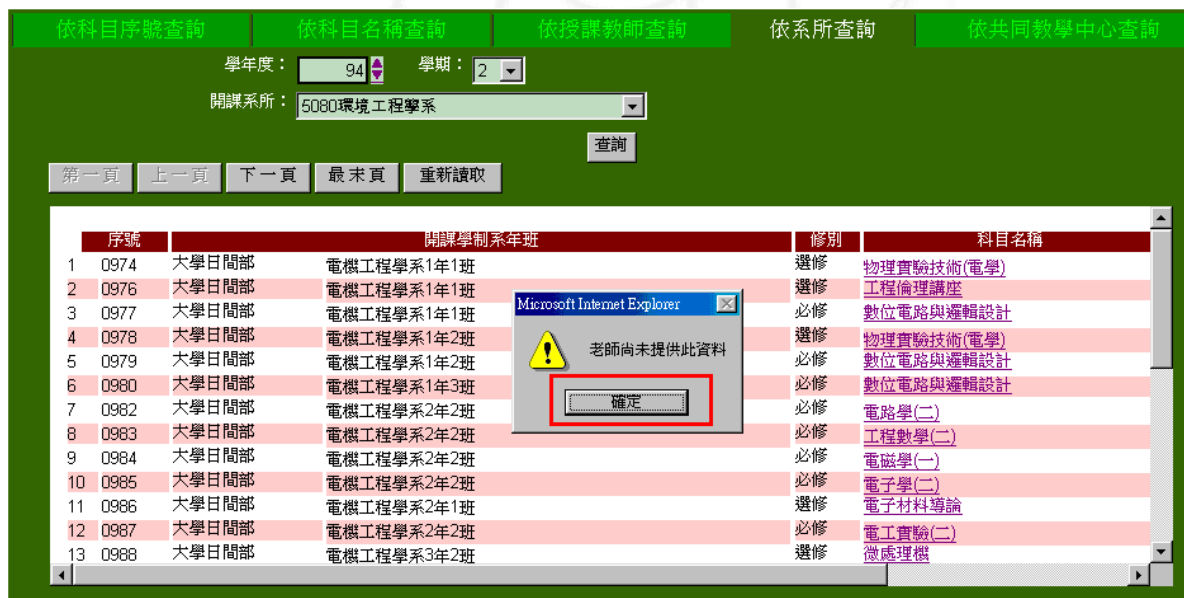 依科目序號查詢 依科目名稱查詢 依授課教師查詢 依系所查詢 依共同教學中心查詢
學年度： 94 學期： 2
開課系所： 5080環境工程學系
查詢
第一頁 上一頁 下一頁 最末頁 重新讀取
序號 開課學制系年班 修別 科目名稱
1 0974 大學日間部 電機工程學系1年1班 選修 物理實驗技術(電學)
2 0976 大學日間部 電機工程學系1年1班 選修 工程倫理講座
3 0977 大學日間部 電機工程學系1年1班 必修 數位電路與邏輯設計
4 0978 大學日間部 電機工程學系1年2班 選修 物理實驗技術(電學)
5 0979 大學日間部 電機工程學系1年2班 必修 數位電路與邏輯設計
6 0980 大學日間部 電機工程學系1年3班 必修 數位電路與邏輯設計
7 0982 大學日間部 電機工程學系2年2班 必修 電路學(二)
8 0983 大學日間部 電機工程學系2年2班 必修 工程數學(二)
9 0984 大學日間部 電機工程學系2年2班 必修 電磁學(一)
10 0985 大學日間部 電機工程學系2年2班 必修 電子學(二)
11 0986 大學日間部 電機工程學系2年1班 選修 電子材料導論
12 0987 大學日間部 電機工程學系2年2班 必修 電工實驗(二)
13 0988 大學日間部 電機工程學系3年2班 選修 微處理機
Microsoft Internet Explorer
老師尚未提供此資料
確定